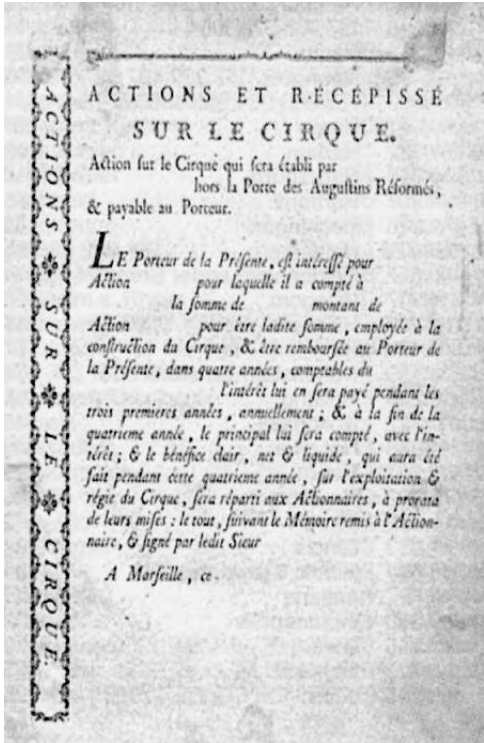 ACTIONS ET RÉCÉPISSÉ
SUR LE CIRQUE.
Action ſur le Cirque qui ſera établi par
hors la Porte des Auguſtins Réformés,
& payable au Porteur.
LE Porteur de la Préſente, eſt intéreſſé pour
Action pour laquelle il a compté à
la ſomme de montant de
Action pour être ladite ſomme, employée à la
conſtruction du Cirque, & être rembourſée au Porteur de
la Préſente, dans quatre années, comptables du
l'intérêt lui en ſera payé pendant les
trois premieres années, annuellement; & à la fin de la
quatrieme année, le principal lui ſera compté, avec l'in-
térêt; & le bénéfice clair, net & liquide, qui aura été
fait pendant cette quatrieme année, ſur l'exploitation &
régie du Cirque, ſera réparti aux Actionnaires, à prorata
de leurs miſes: le tout, ſuivant le Mémoire remis à l'Action-
naire, & ſigné par ledit Sieur
A Marſeille, ce
ACTIONS SUR LE CIRQUE.